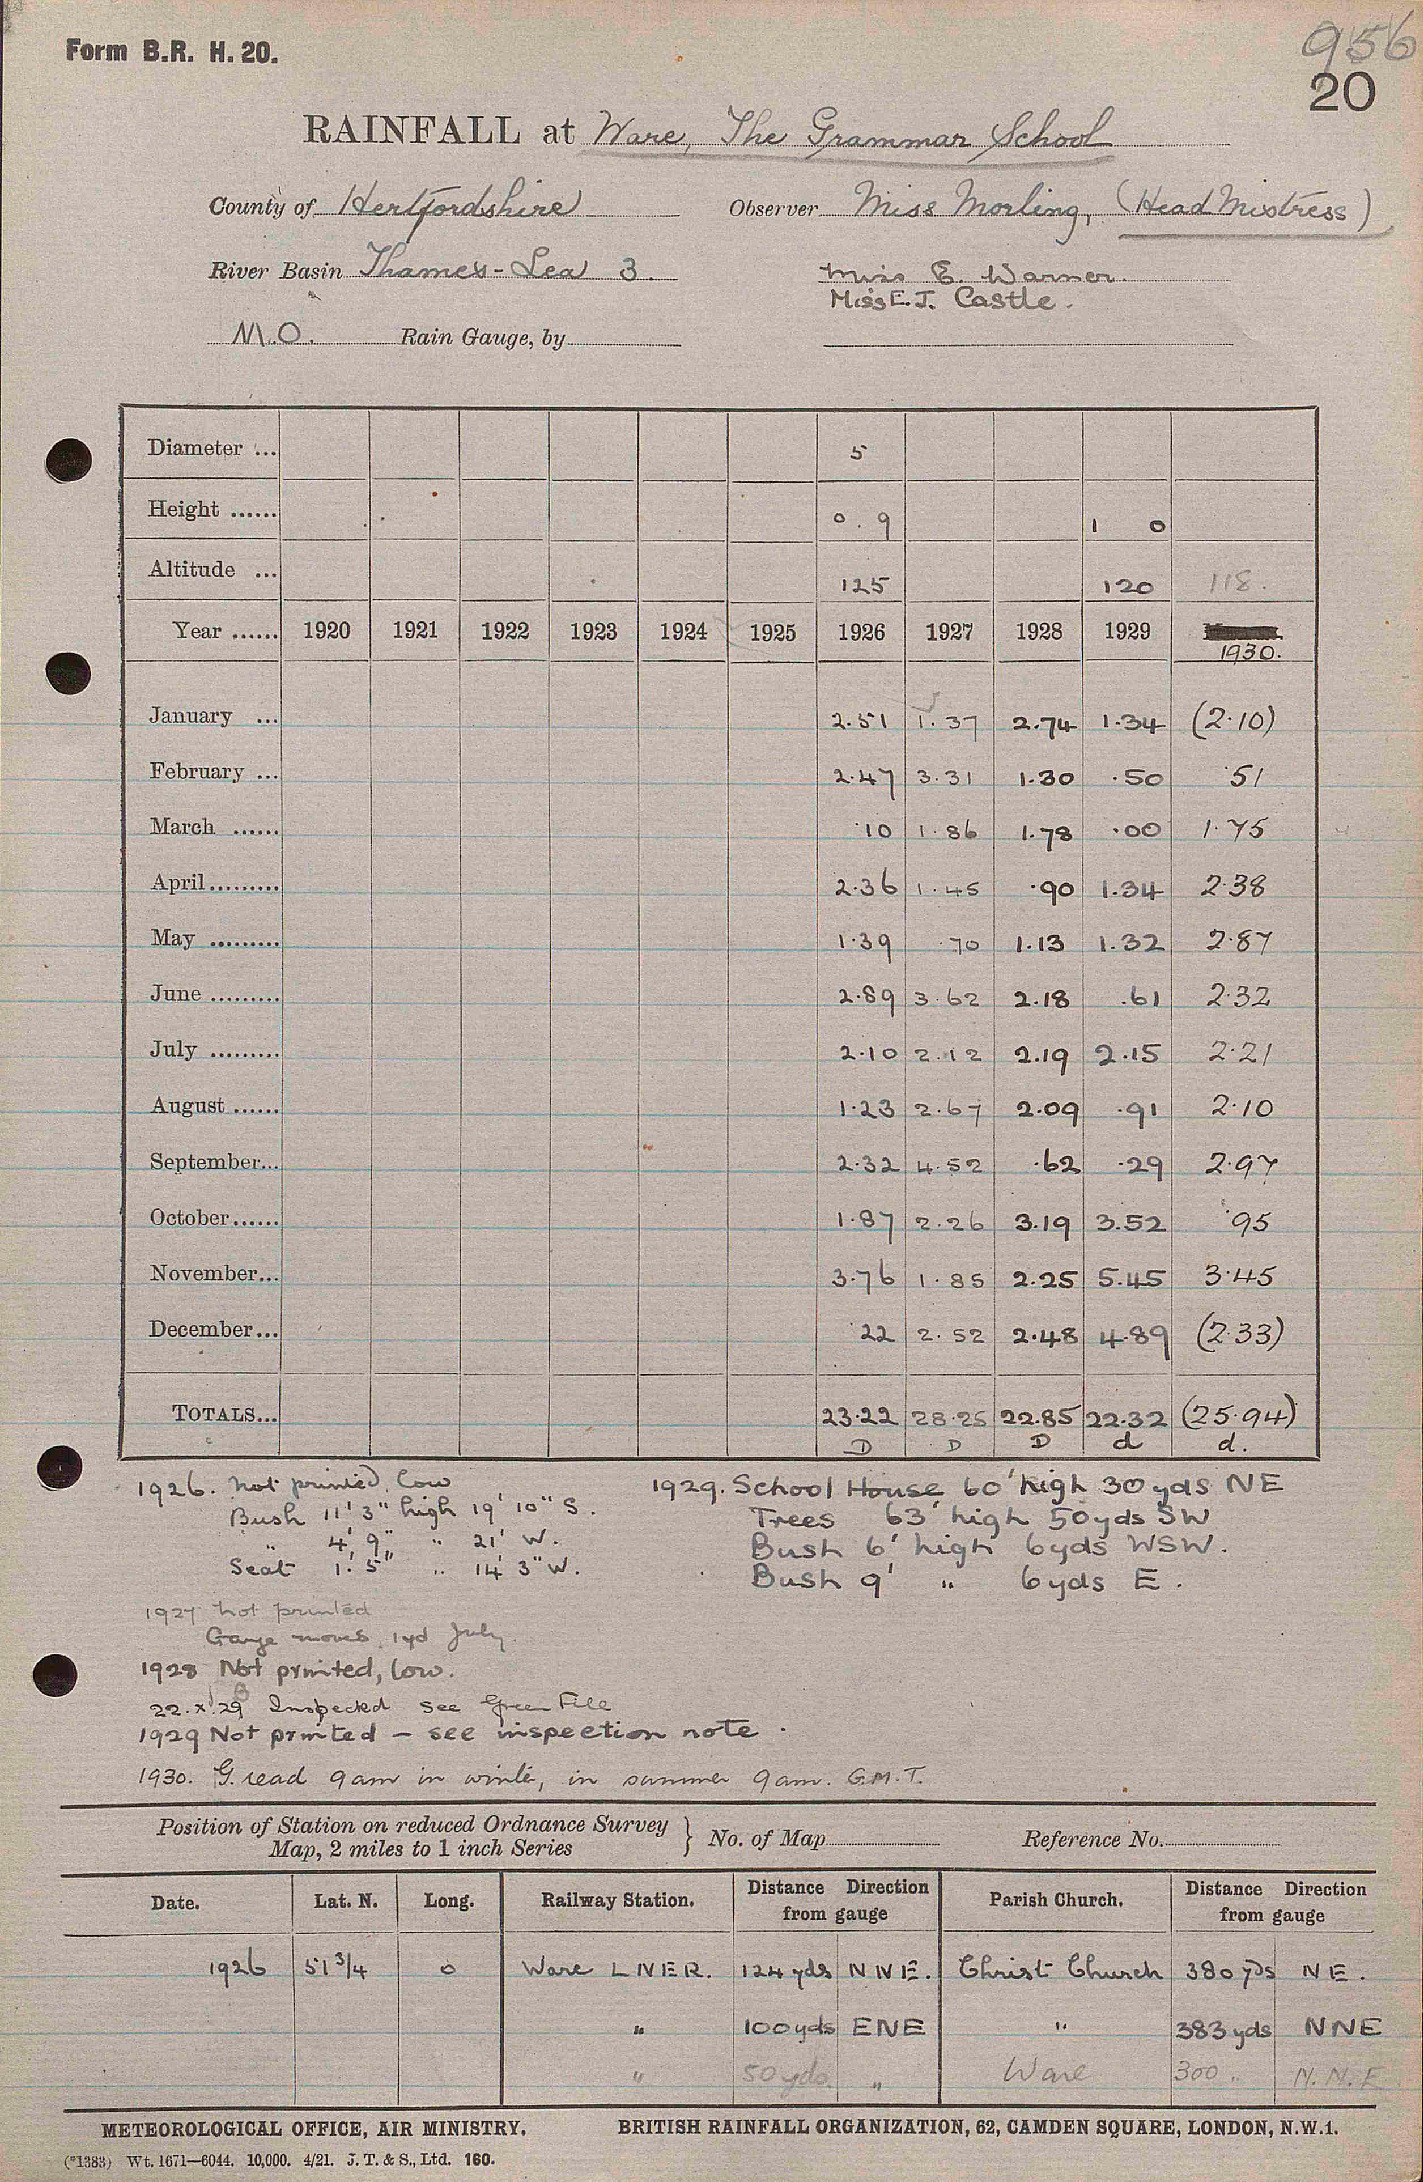 Form B.R. H. 20.
956
20
RAINFALL at Ware, The Grammar School
County of Hertfordshire Observer Miss Morling, (Head Mistress)
River Basin Thames-Lea 3. Miss E. Warner
Miss E.J. Castle.
M.O. Rain Gauge, by
Diameter ... 5
Height ...... 0.9 1 0
Altitude ... 125 120 118.
Year ...... 1920 1921 1922 1923 1924 1925 1926 1927 1928 1929 1930.
January ... 2.51 1.37 2.74 1.34 (2.10)
February ... 2.47 3.31 1.30 .50 .51
March ...... .10 1.86 1.78 .00 1.75
April......... 2.36 1.45 .90 1.34 2.38
May ......... 1.39 .70 1.13 1.32 2.87
June ......... 2.89 3.62 2.18 .61 2.32
July ......... 2.10 2.12 2.19 2.15 2.21
August ...... 1.23 2.67 2.09 .91 2.10
September... 2.32 4.52 .62 .29 2.97
October...... 1.87 2.26 3.19 3.52 .95
November... 3.76 1.85 2.25 5.45 3.45
December... .22 2.52 2.48 4.89 (2.33)
TOTALS... 23.22 28.25 22.85 22.32 (25.94)
D D D d d.
1926. Not printed, low
Bush 11' 3" high 19' 10" S.
" 4' 9" " 21' W.
Seat 1' 5" " 14' 3" W.
1929. School House 60' high 30 yds NE
Trees 63' high 50 yds SW
Bush 6' high 6 yds WSW.
Bush 9' " 6 yds E.
1927 Not printed
Gauge moved 1 yd July.
1928 Not printed, low.
22.x.29 Inspected see Green File
1929 Not printed – see inspection note.
1930. G. read 9am in winter, in summer 9am. G.M.T.
Position of Station on reduced Ordnance Survey
Map, 2 miles to 1 inch Series } No. of Map Reference No.
Date. Lat. N. Long. Railway Station. Distance Direction from gauge Parish Church. Distance Direction from gauge
1926 51 3/4 0 Ware L N E R. 124 yds NNE. Christ Church 380 yds NE.
" 100 yds ENE " 383 yds NNE
" 50 yds. " Ware 300 " N.N.E
METEOROLOGICAL OFFICE, AIR MINISTRY. BRITISH RAINFALL ORGANIZATION, 62, CAMDEN SQUARE, LONDON, N.W.1.
(*1383) Wt. 1671—6044. 10,000. 4/21. J. T. & S., Ltd. 160.